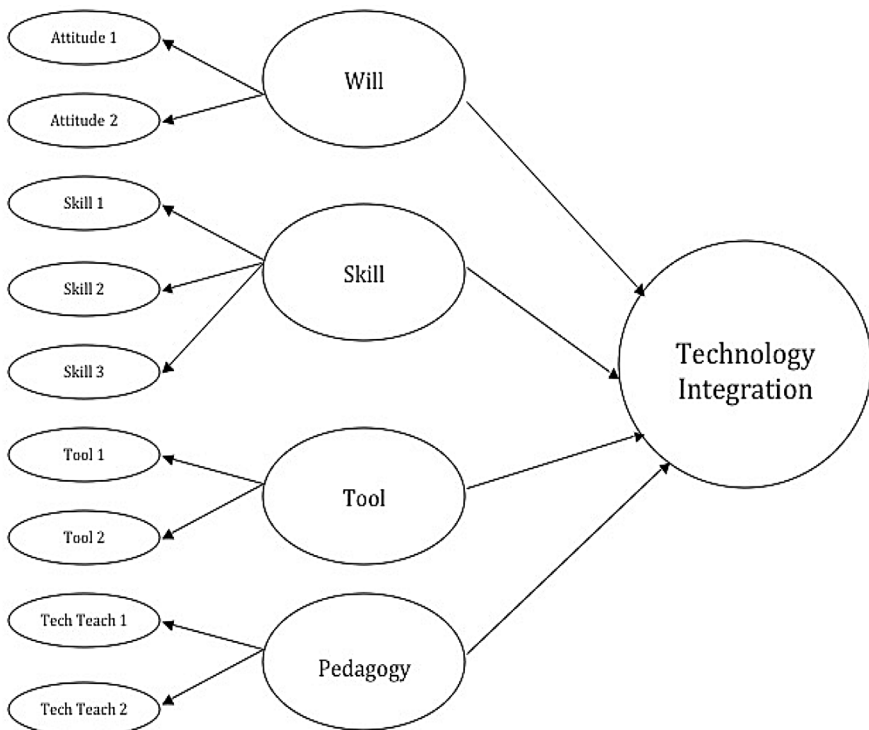 Attitude 1
Attitude 2
Skill 1
Skill 2
Skill 3
Tool 1
Tool 2
Tech Teach 1
Tech Teach 2
Will
Skill
Tool
Pedagogy
Technology
Integration